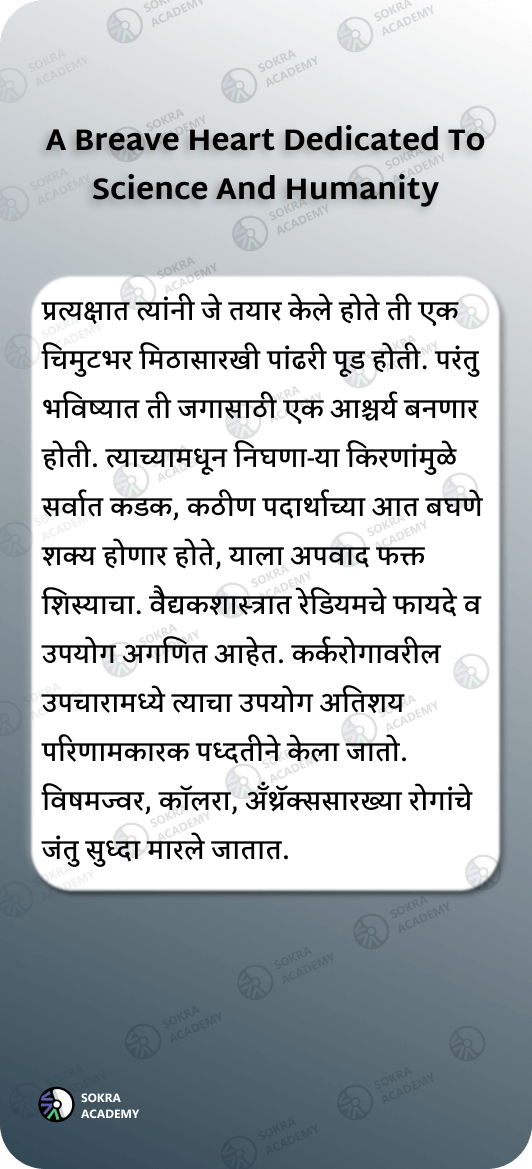 A Breave Heart Dedicated To
Science And Humanity
प्रत्यक्षात त्यांनी जे तयार केले होते ती एक
चिमुटभर मिठासारखी पांढरी पूड होती. परंतु
भविष्यात ती जगासाठी एक आश्चर्य बनणार
होती. त्याच्यामधून निघणा-या किरणांमुळे
सर्वात कडक, कठीण पदार्थाच्या आत बघणे
शक्य होणार होते, याला अपवाद फक्त
शिस्याचा. वैद्यकशास्त्रात रेडियमचे फायदे व
उपयोग अगणित आहेत. कर्करोगावरील
उपचारामध्ये त्याचा उपयोग अतिशय
परिणामकारक पध्दतीने केला जातो.
विषमज्वर, कॉलरा, अँथ्रॅक्ससारख्या रोगांचे
जंतु सुध्दा मारले जातात.
SOKRA
ACADEMY